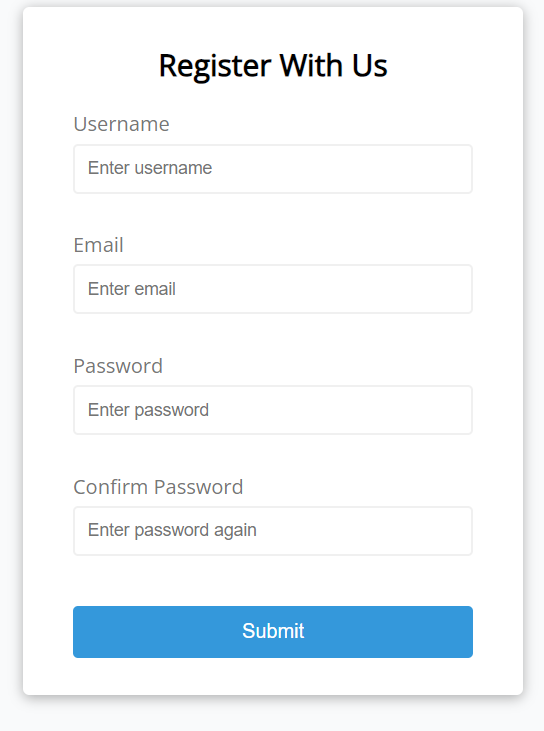 Register With Us
Username
Enter username
Email
Enter email
Password
Enter password
Confirm Password
Enter password again
Submit